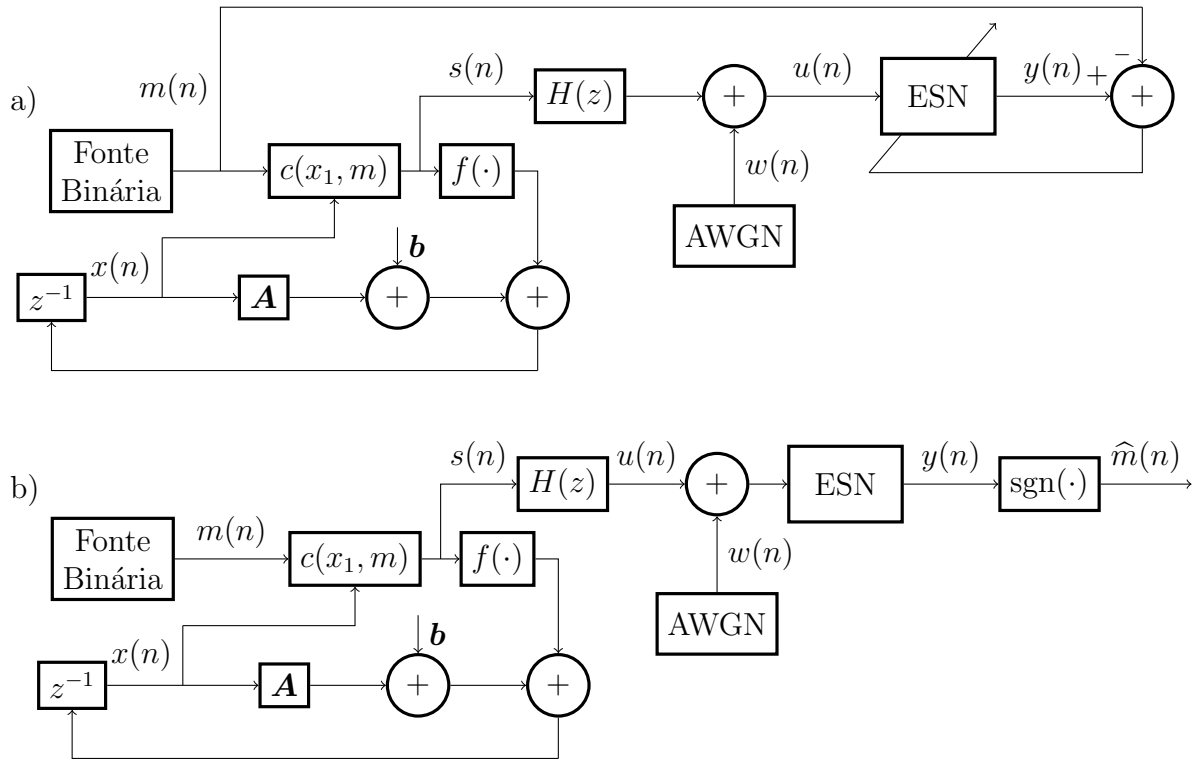 a)
m(n)
s(n)
H(z)
+
u(n)
ESN
y(n)
+
-
+
Fonte
Binária
c(x₁, m)
f(·)
w(n)
AWGN
x(n)
b
z⁻¹
A
+
+
b)
s(n)
H(z)
u(n)
+
ESN
y(n)
sgn(·)
m̂(n)
Fonte
Binária
m(n)
c(x₁, m)
f(·)
w(n)
AWGN
x(n)
b
z⁻¹
A
+
+